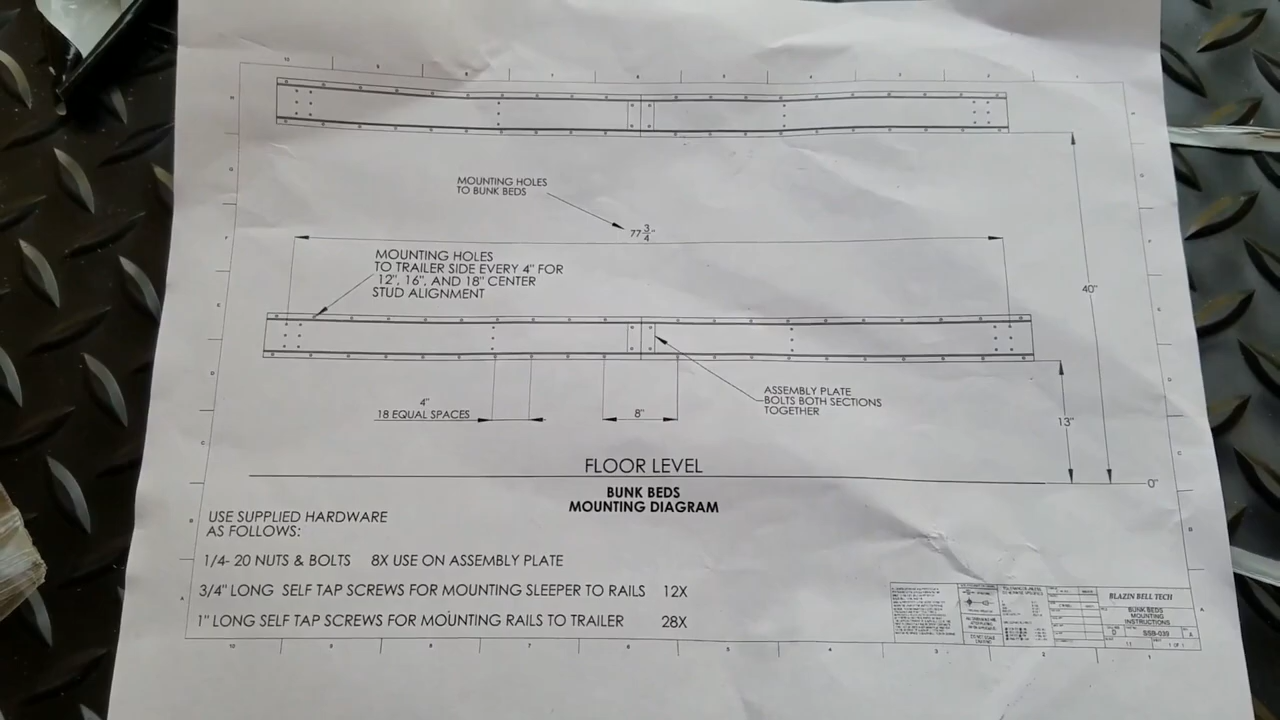 MOUNTING HOLES
TO BUNK BEDS
77 3/4"
MOUNTING HOLES
TO TRAILER SIDE EVERY 4" FOR
12", 16", AND 18" CENTER
STUD ALIGNMENT
40"
ASSEMBLY PLATE
BOLTS BOTH SECTIONS
TOGETHER
4"
18 EQUAL SPACES
8"
13"
FLOOR LEVEL
0"
BUNK BEDS
MOUNTING DIAGRAM
USE SUPPLIED HARDWARE
AS FOLLOWS:
1/4- 20 NUTS & BOLTS 8X USE ON ASSEMBLY PLATE
3/4" LONG SELF TAP SCREWS FOR MOUNTING SLEEPER TO RAILS 12X
1" LONG SELF TAP SCREWS FOR MOUNTING RAILS TO TRAILER 28X
BLAZIN BELL TECH
BUNK BEDS
MOUNTING
INSTRUCTIONS
D SSB-039 A
1 OF 1